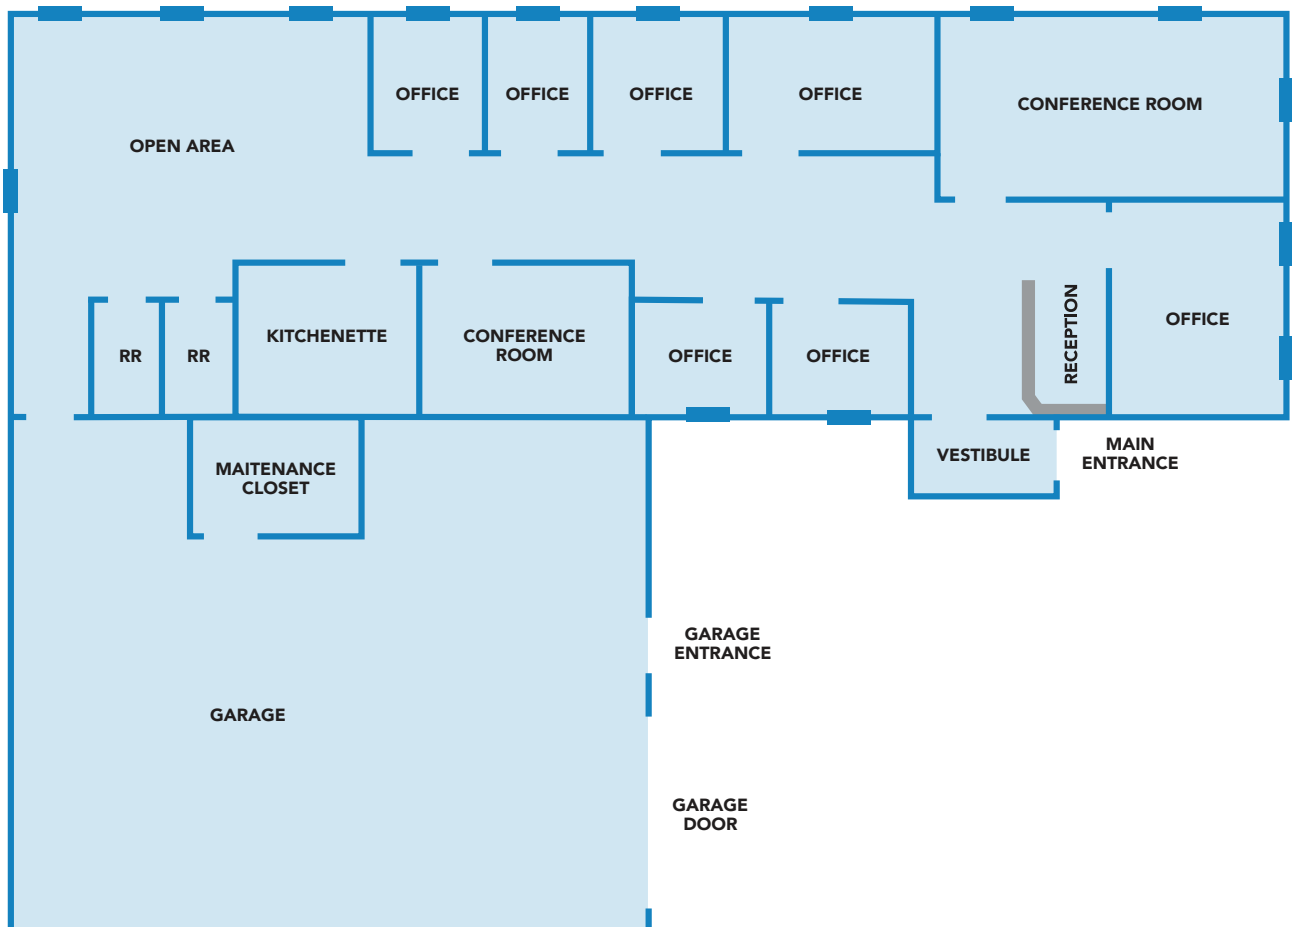 OFFICE
OFFICE
OFFICE
OFFICE
CONFERENCE ROOM
OPEN AREA
RECEPTION
OFFICE
KITCHENETTE
CONFERENCE
ROOM
RR
RR
OFFICE
OFFICE
MAITENANCE
CLOSET
VESTIBULE
MAIN
ENTRANCE
GARAGE
ENTRANCE
GARAGE
GARAGE
DOOR